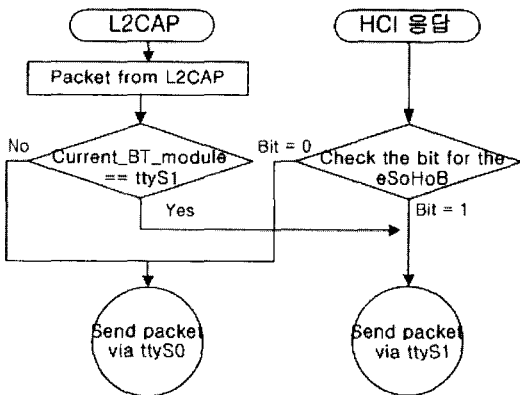 L2CAP
HCI 응답
Packet from L2CAP
No
Current_BT_module
== ttyS1
Yes
Bit = 0
Check the bit for the
eSoHoB
Bit = 1
Send packet
via ttyS0
Send packet
via ttyS1